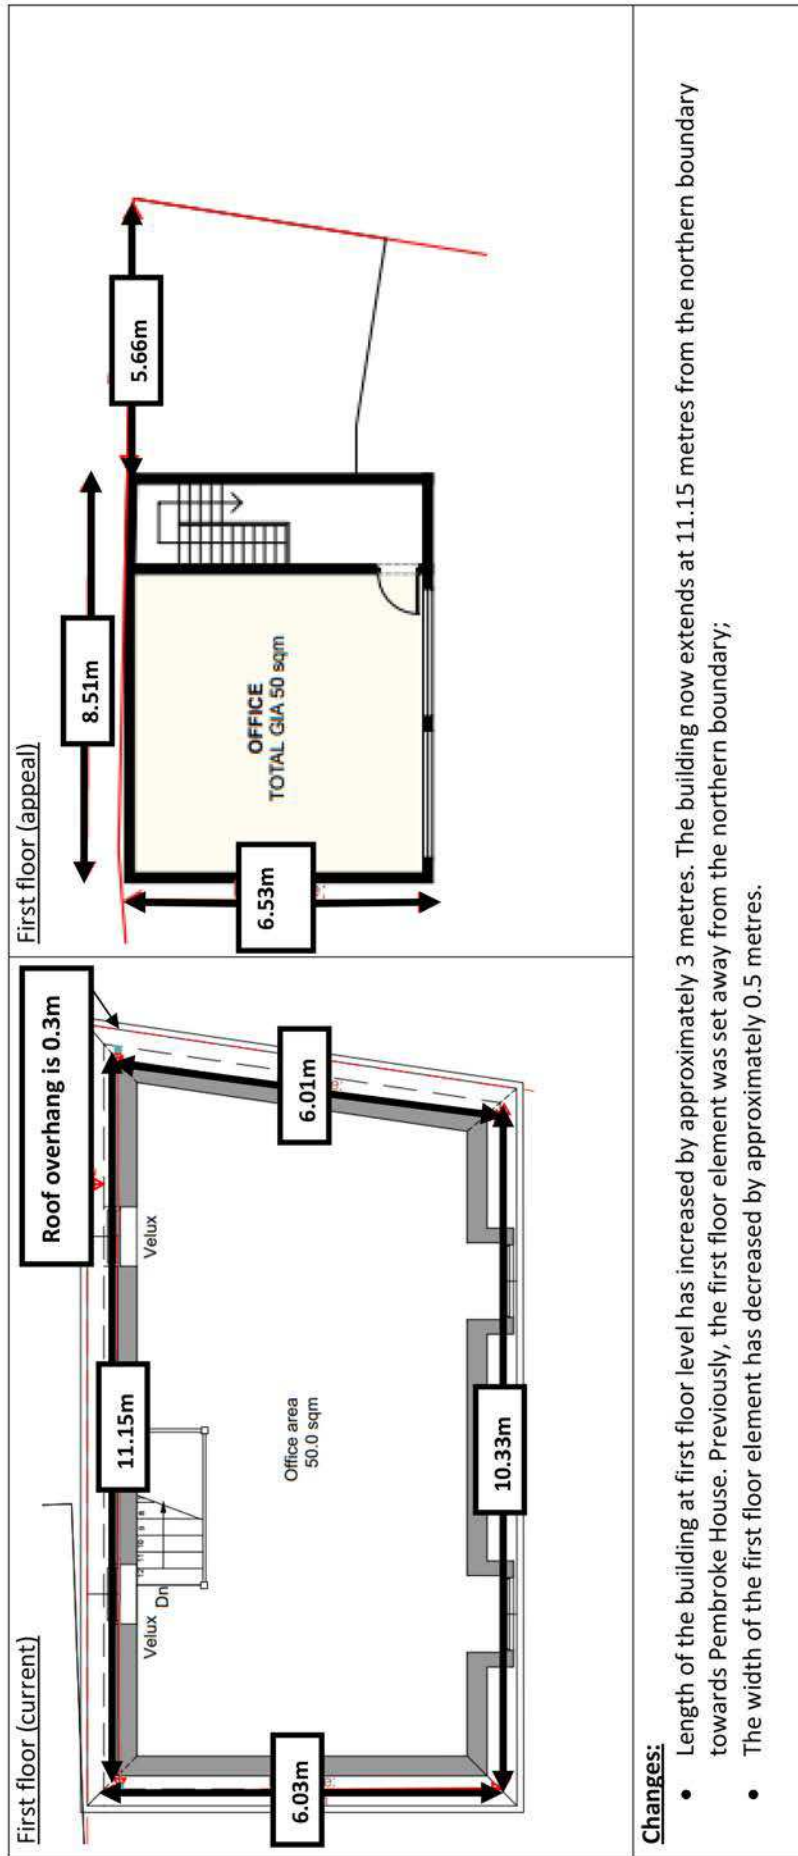 First floor (current)
Roof overhang is 0.3m
11.15m
Velux
Velux
Dn
Office area
50.0 sqm
6.03m
6.01m
10.33m
First floor (appeal)
8.51m
5.66m
OFFICE
TOTAL GIA 50 sqm
6.53m
Changes:
• Length of the building at first floor level has increased by approximately 3 metres. The building now extends at 11.15 metres from the northern boundary
towards Pembroke House. Previously, the first floor element was set away from the northern boundary;
• The width of the first floor element has decreased by approximately 0.5 metres.